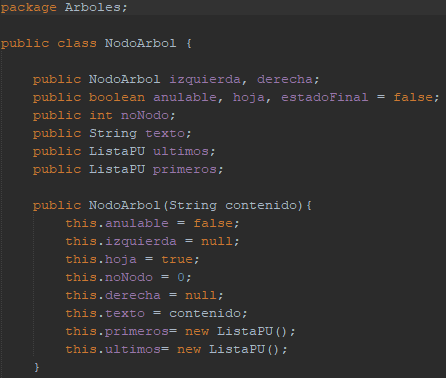 package Arboles;
public class NodoArbol {
public NodoArbol izquierda, derecha;
public boolean anulable, hoja, estadoFinal = false;
public int noNodo;
public String texto;
public ListaPU ultimos;
public ListaPU primeros;
public NodoArbol(String contenido){
this.anulable = false;
this.izquierda = null;
this.hoja = true;
this.noNodo = 0;
this.derecha = null;
this.texto = contenido;
this.primeros= new ListaPU();
this.ultimos= new ListaPU();
}